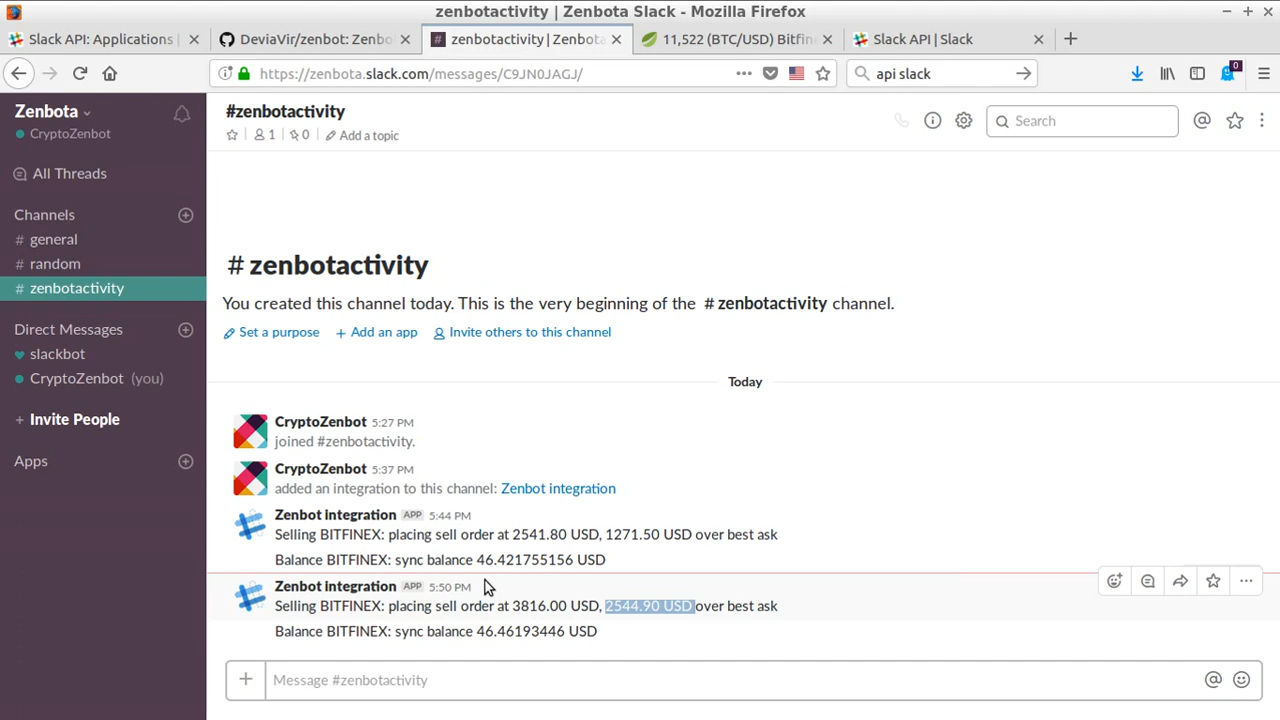 zenbotactivity | Zenbota Slack - Mozilla Firefox
Slack API: Applications
DeviaVir/zenbot: Zenbo
zenbotactivity | Zenbota
11,522 (BTC/USD) Bitfin
Slack API | Slack
https://zenbota.slack.com/messages/C9JN0JAGJ/
api slack
0
Zenbota
CryptoZenbot
All Threads
Channels
# general
# random
# zenbotactivity
Direct Messages
slackbot
CryptoZenbot (you)
+ Invite People
Apps
#zenbotactivity
1
0
Add a topic
Search
# zenbotactivity
You created this channel today. This is the very beginning of the # zenbotactivity channel.
Set a purpose + Add an app Invite others to this channel
Today
CryptoZenbot 5:27 PM
joined #zenbotactivity.
CryptoZenbot 5:37 PM
added an integration to this channel: Zenbot integration
Zenbot integration APP 5:44 PM
Selling BITFINEX: placing sell order at 2541.80 USD, 1271.50 USD over best ask
Balance BITFINEX: sync balance 46.421755156 USD
Zenbot integration APP 5:50 PM
Selling BITFINEX: placing sell order at 3816.00 USD, 2544.90 USD over best ask
Balance BITFINEX: sync balance 46.46193446 USD
Message #zenbotactivity